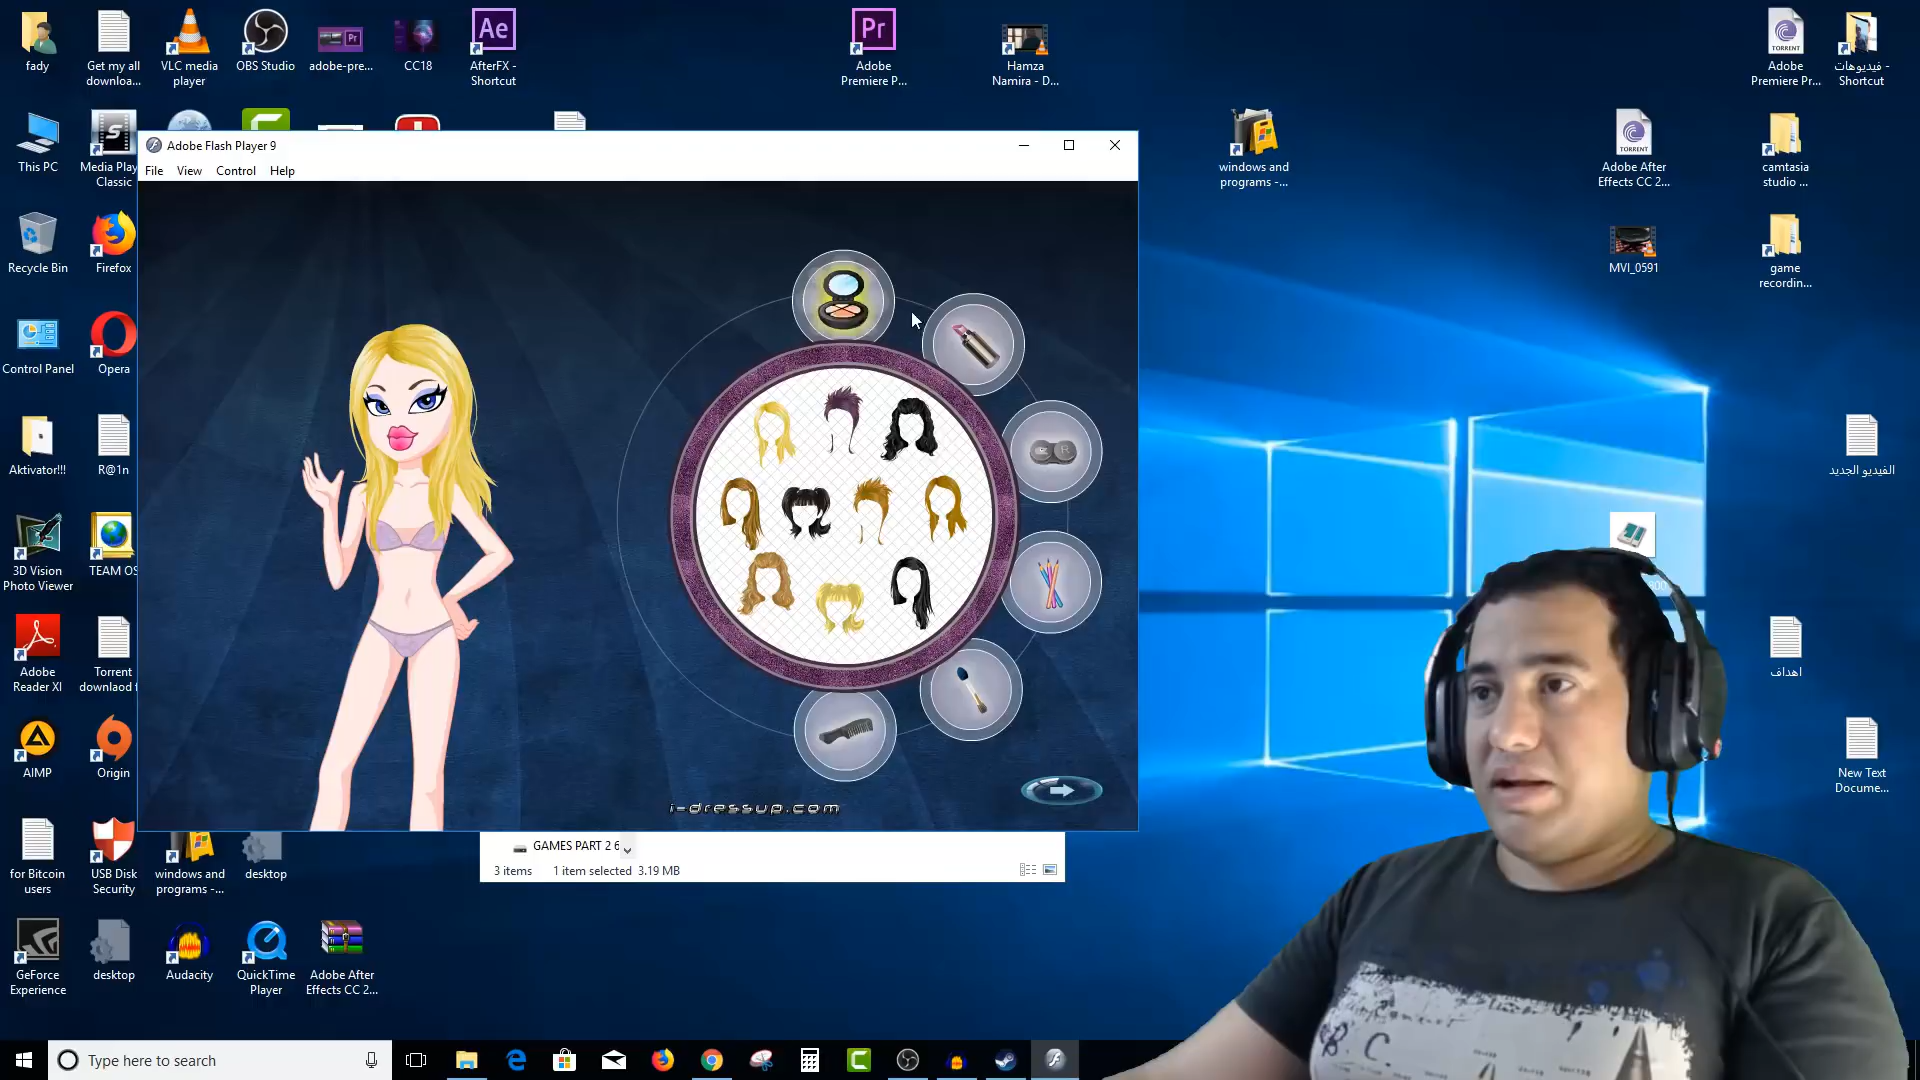 fady
Get my all
downloa...
VLC media
player
OBS Studio
adobe-pre...
CC18
AfterFX -
Shortcut
Adobe
Premiere P...
Hamza
Namira - D...
Adobe
Premiere Pr...
فيديوهات -
Shortcut
This PC
Media Play
Classic
windows and
programs -...
Adobe After
Effects CC 2...
camtasia
studio ...
Adobe Flash Player 9
File
View
Control
Help
Recycle Bin
Firefox
MVI_0591
game
recordin...
Control Panel
Opera
Aktivator!!!
R@1n
الفيديو الجديد
3D Vision
Photo Viewer
TEAM OS
Adobe
Reader XI
Torrent
downlaod f
اهداف
AIMP
Origin
New Text
Docume...
i-dressup.com
for Bitcoin
users
USB Disk
Security
windows and
programs -...
desktop
GAMES PART 2 6
3 items
1 item selected
3.19 MB
GeForce
Experience
desktop
Audacity
QuickTime
Player
Adobe After
Effects CC 2...
Type here to search